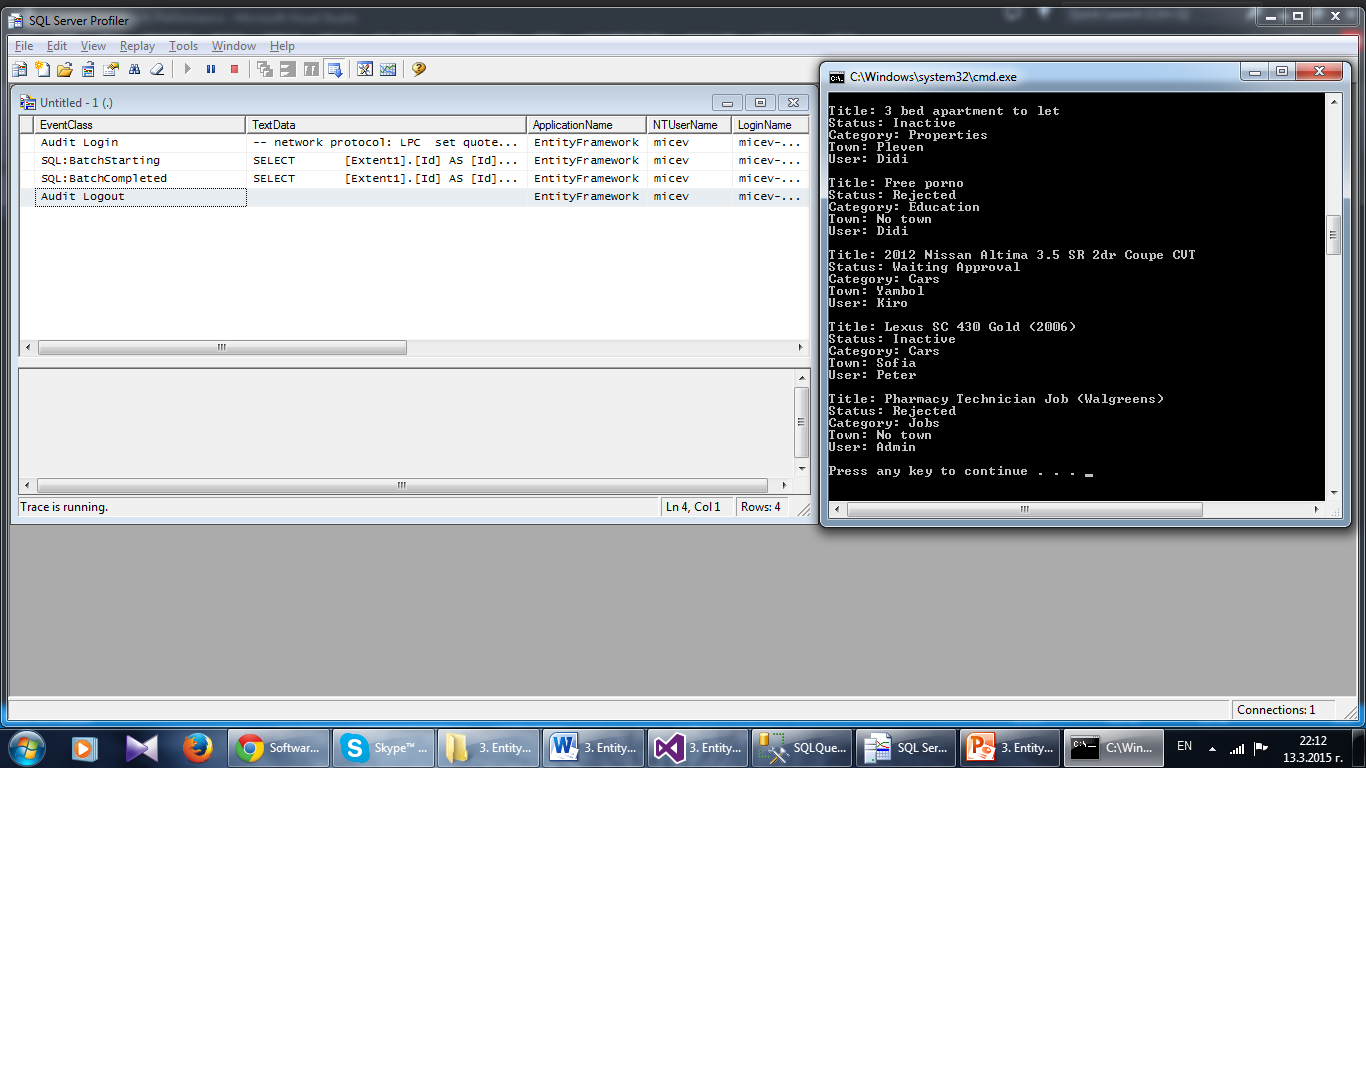 SQL Server Profiler
File Edit View Replay Tools Window Help
Untitled - 1 (.)
EventClass TextData ApplicationName NTUserName LoginName
Audit Login -- network protocol: LPC set quote... EntityFramework micev micev-...
SQL:BatchStarting SELECT [Extent1].[Id] AS [Id]... EntityFramework micev micev-...
SQL:BatchCompleted SELECT [Extent1].[Id] AS [Id]... EntityFramework micev micev-...
Audit Logout EntityFramework micev micev-...
Trace is running. Ln 4, Col 1 Rows: 4
C:\Windows\system32\cmd.exe
Title: 3 bed apartment to let
Status: Inactive
Category: Properties
Town: Pleven
User: Didi
Title: Free porno
Status: Rejected
Category: Education
Town: No town
User: Didi
Title: 2012 Nissan Altima 3.5 SR 2dr Coupe CVT
Status: Waiting Approval
Category: Cars
Town: Yambol
User: Kiro
Title: Lexus SC 430 Gold (2006)
Status: Inactive
Category: Cars
Town: Sofia
User: Peter
Title: Pharmacy Technician Job (Walgreens)
Status: Rejected
Category: Jobs
Town: No town
User: Admin
Press any key to continue . . . _
Connections: 1
Softwar... Skype™ ... 3. Entity... 3. Entity... 3. Entity... SQLQue... SQL Ser... 3. Entity... C:\Win... EN 22:12
13.3.2015 г.